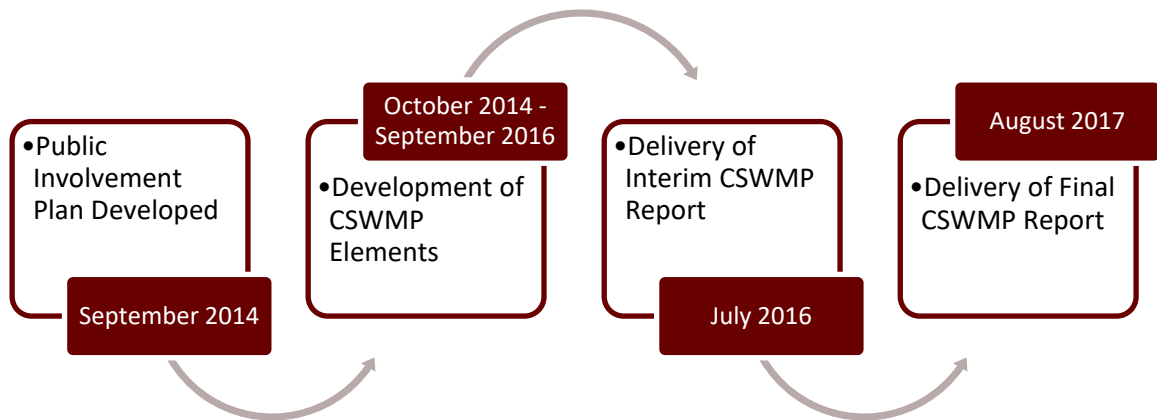 •Public
Involvement
Plan Developed
September 2014
October 2014 -
September 2016
•Development of
CSWMP
Elements
•Delivery of
Interim CSWMP
Report
July 2016
August 2017
•Delivery of Final
CSWMP Report